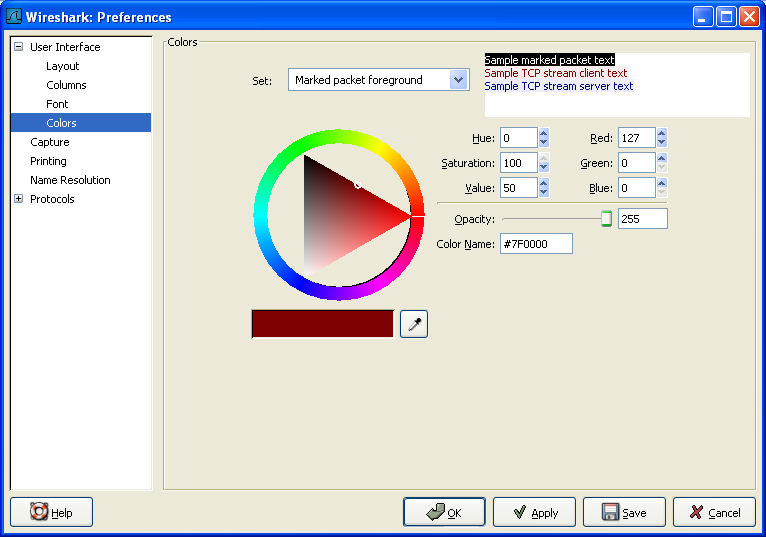 Wireshark: Preferences
User Interface
Layout
Columns
Font
Colors
Capture
Printing
Name Resolution
Protocols
Colors
Set: Marked packet foreground
Sample marked packet text
Sample TCP stream client text
Sample TCP stream server text
Hue: 0 Red: 127
Saturation: 100 Green: 0
Value: 50 Blue: 0
Opacity: 255
Color Name: #7F0000
Help OK Apply Save Cancel